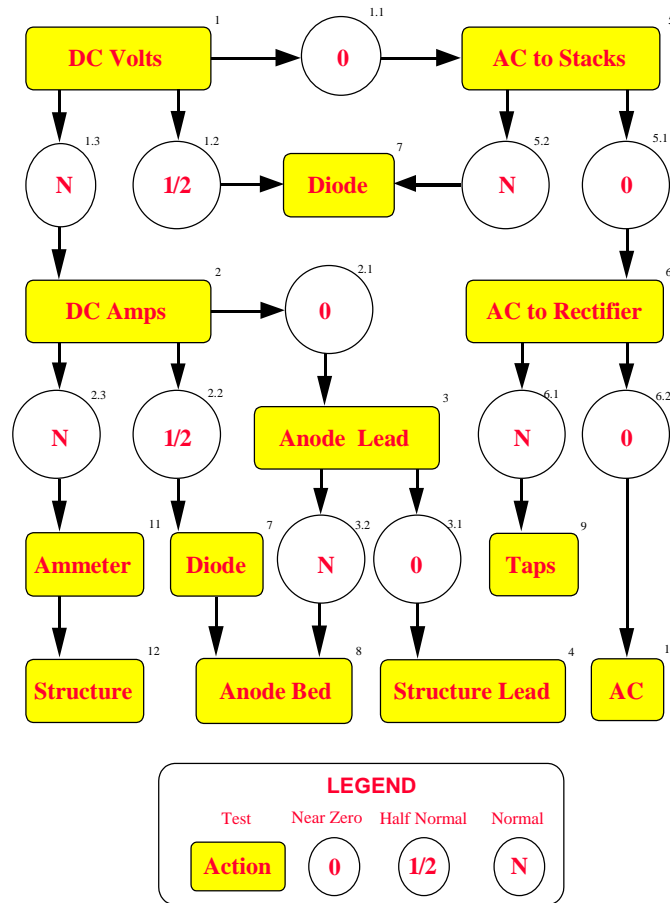 1
1.1
5
DC Volts
0
AC to Stacks
1.3
1.2
7
5.2
5.1
N
1/2
Diode
N
0
2
2.1
6
DC Amps
0
AC to Rectifier
2.3
2.2
3
6.1
6.2
N
1/2
Anode Lead
N
0
11
7
3.2
3.1
9
Ammeter
Diode
N
0
Taps
12
8
4
1
Structure
Anode Bed
Structure Lead
AC
LEGEND
Test
Near Zero
Half Normal
Normal
Action
0
1/2
N